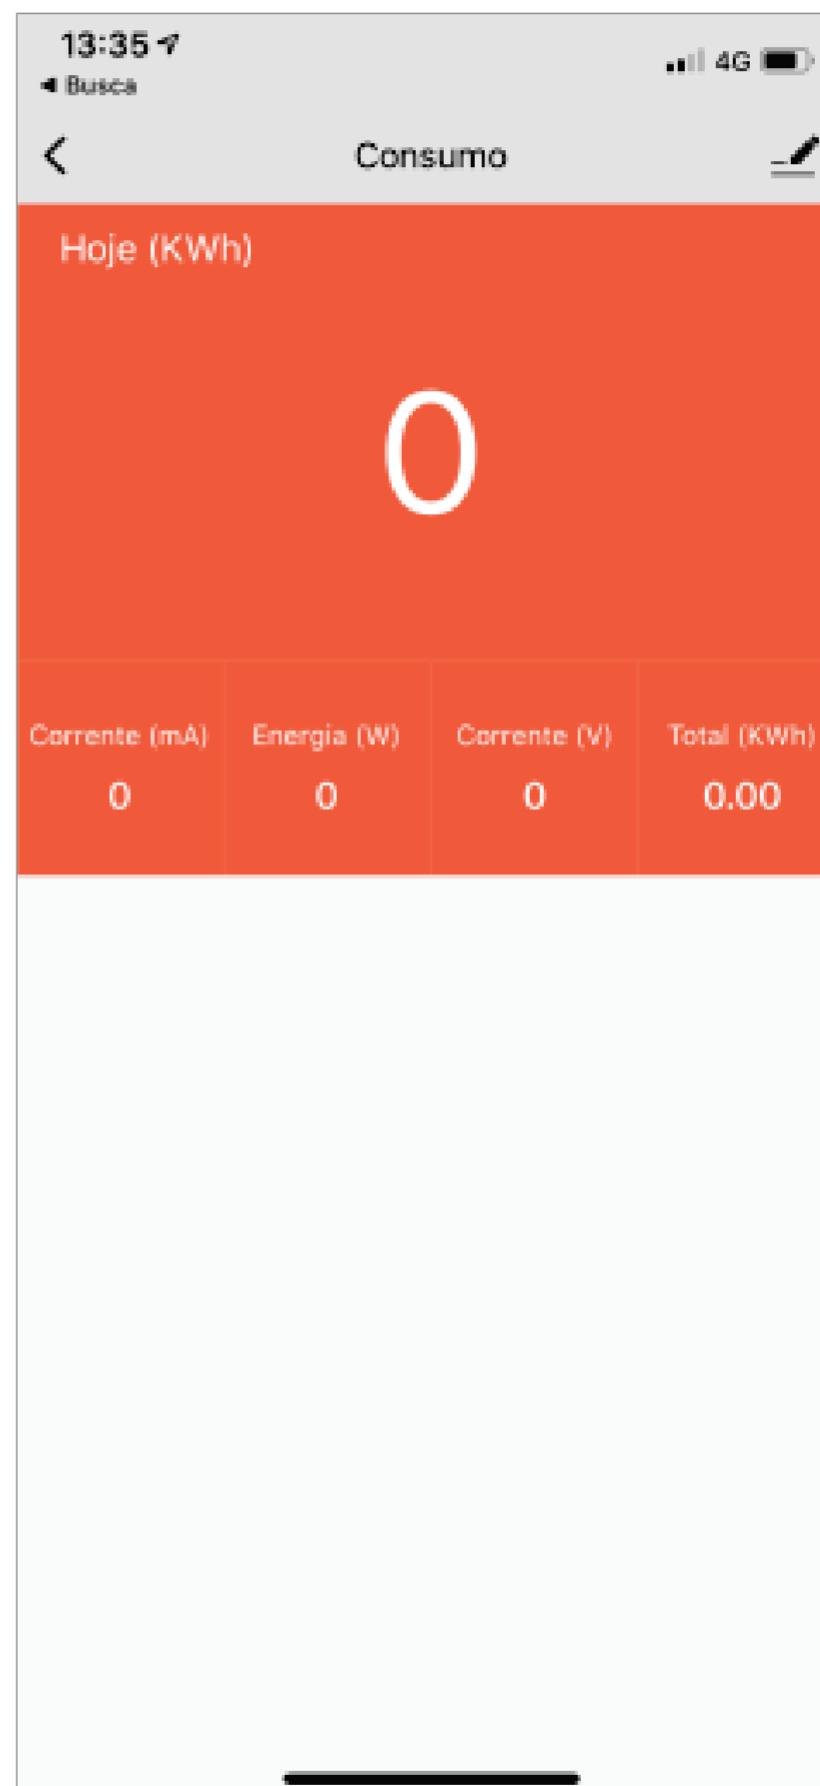 13:35
Busca
Consumo
Hoje (KWh)
0
Corrente (mA) Energia (W) Corrente (V) Total (KWh)
0 0 0 0.00
4G